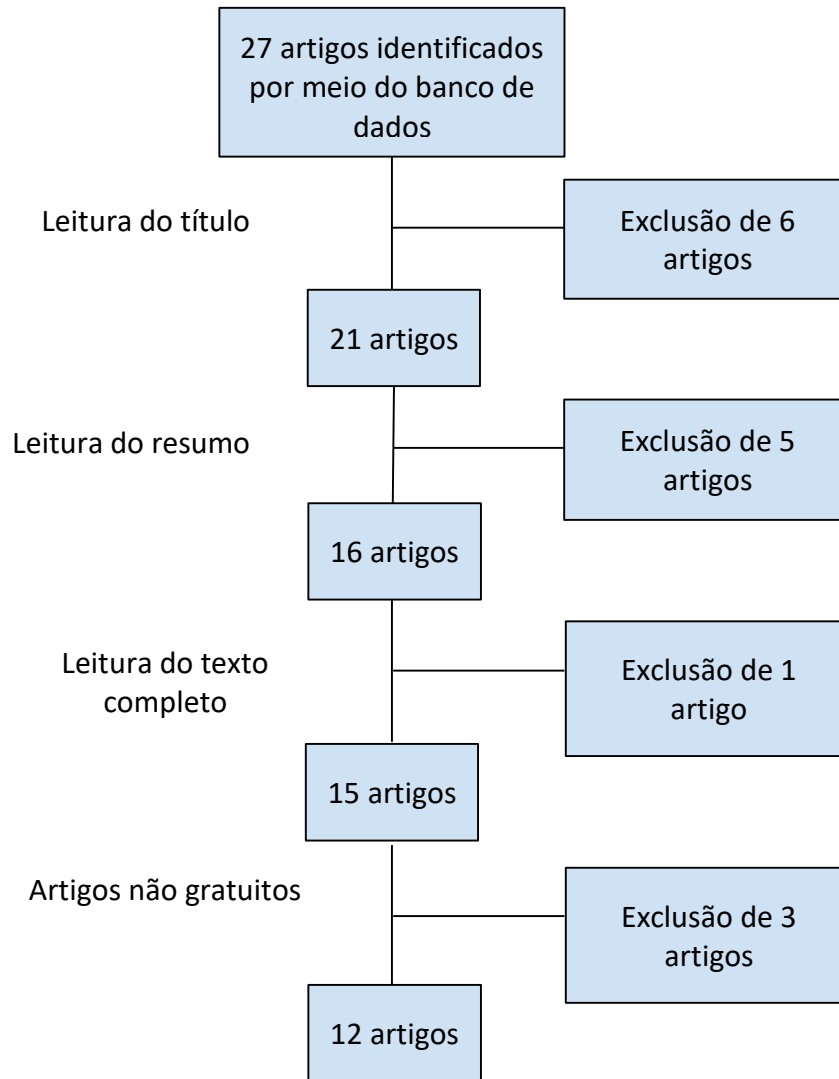 27 artigos identificados
por meio do banco de
dados
Leitura do título
Exclusão de 6
artigos
21 artigos
Leitura do resumo
Exclusão de 5
artigos
16 artigos
Leitura do texto
completo
Exclusão de 1
artigo
15 artigos
Artigos não gratuitos
Exclusão de 3
artigos
12 artigos